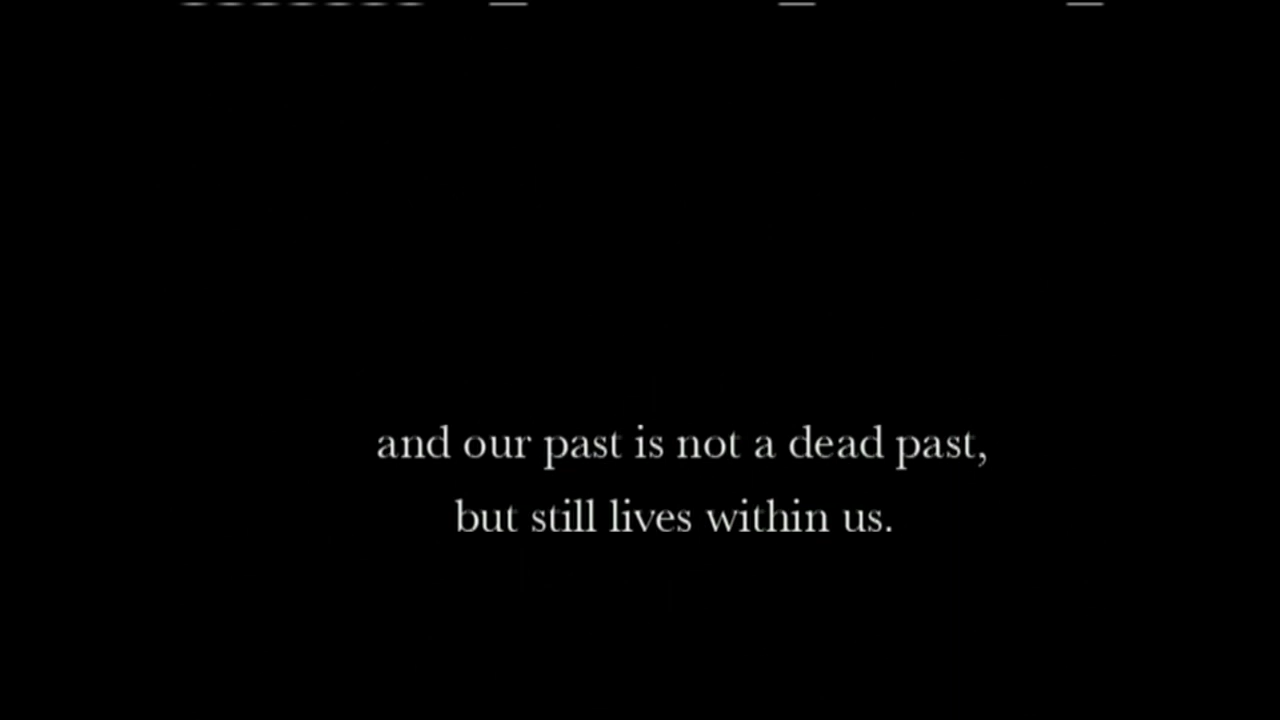 and our past is not a dead past,
but still lives within us.